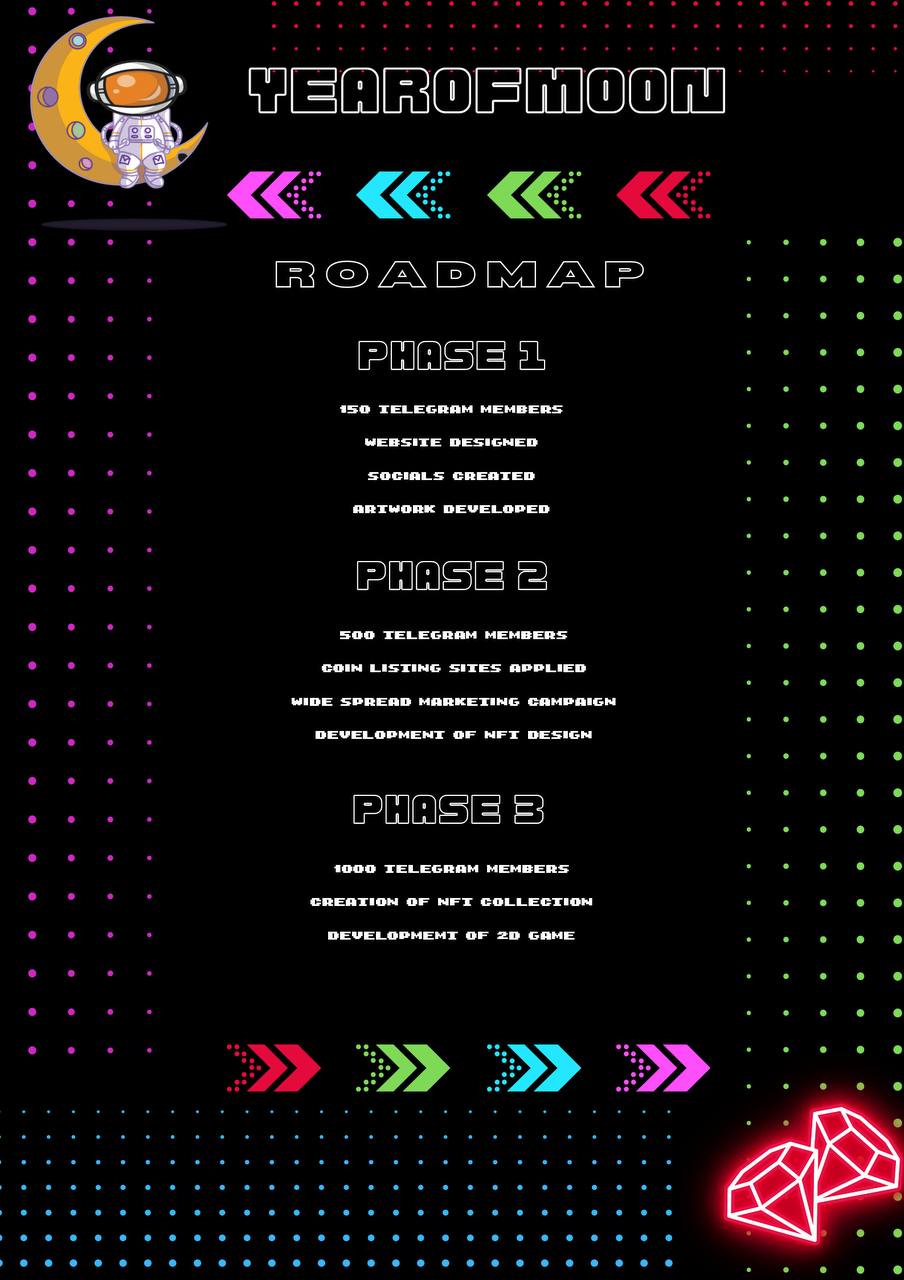 YEAROFMOON
ROADMAP
PHASE 1
150 TELEGRAM MEMBERS
WEBSITE DESIGNED
SOCIALS CREATED
ARTWORK DEVELOPED
PHASE 2
500 TELEGRAM MEMBERS
COIN LISTING SITES APPLIED
WIDE SPREAD MARKETING CAMPAIGN
DEVELOPMENT OF NFT DESIGN
PHASE 3
1000 TELEGRAM MEMBERS
CREATION OF NFT COLLECTION
DEVELOPMEMT OF 2D GAME